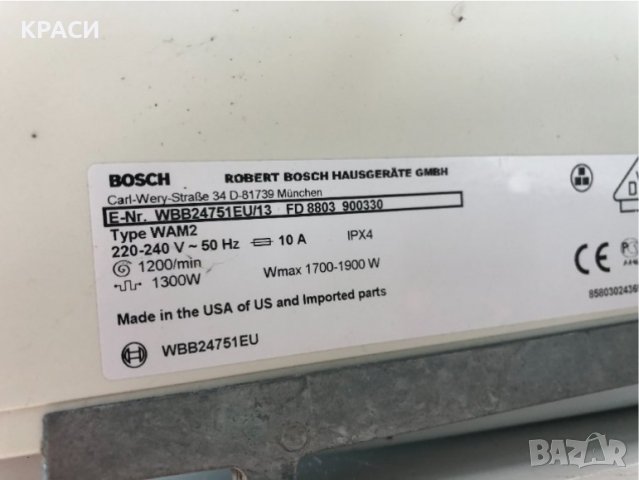 КРАСИ
BOSCH ROBERT BOSCH HAUSGERÄTE GMBH
Carl-Wery-Straße 34 D-81739 München
E-Nr. WBB24751EU/13 FD 8803 900330
Type WAM2
220-240 V ~ 50 Hz 10 A IPX4
1200/min
1300W Wmax 1700-1900 W
Made in the USA of US and Imported parts
WBB24751EU
D
CE
8580302436
BAZAR